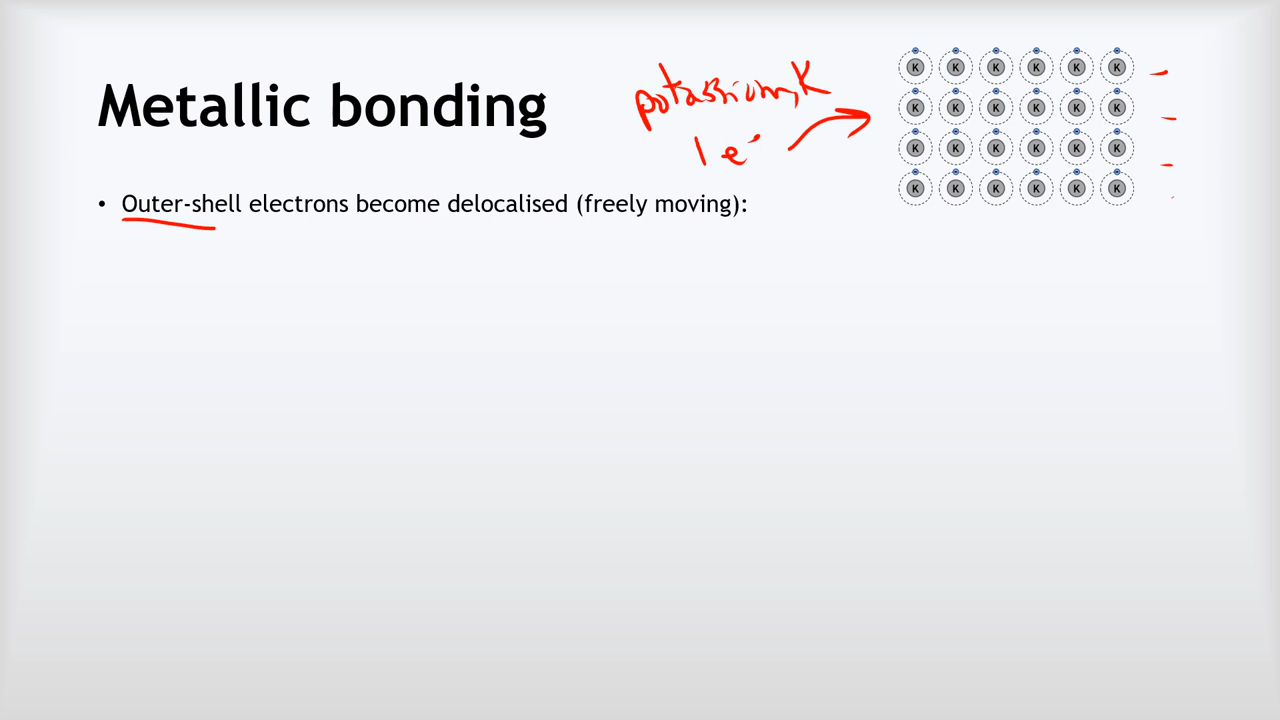 Metallic bonding
potassium, K
1 e⁻
• Outer-shell electrons become delocalised (freely moving):
K K K K K K
K K K K K K
K K K K K K
K K K K K K